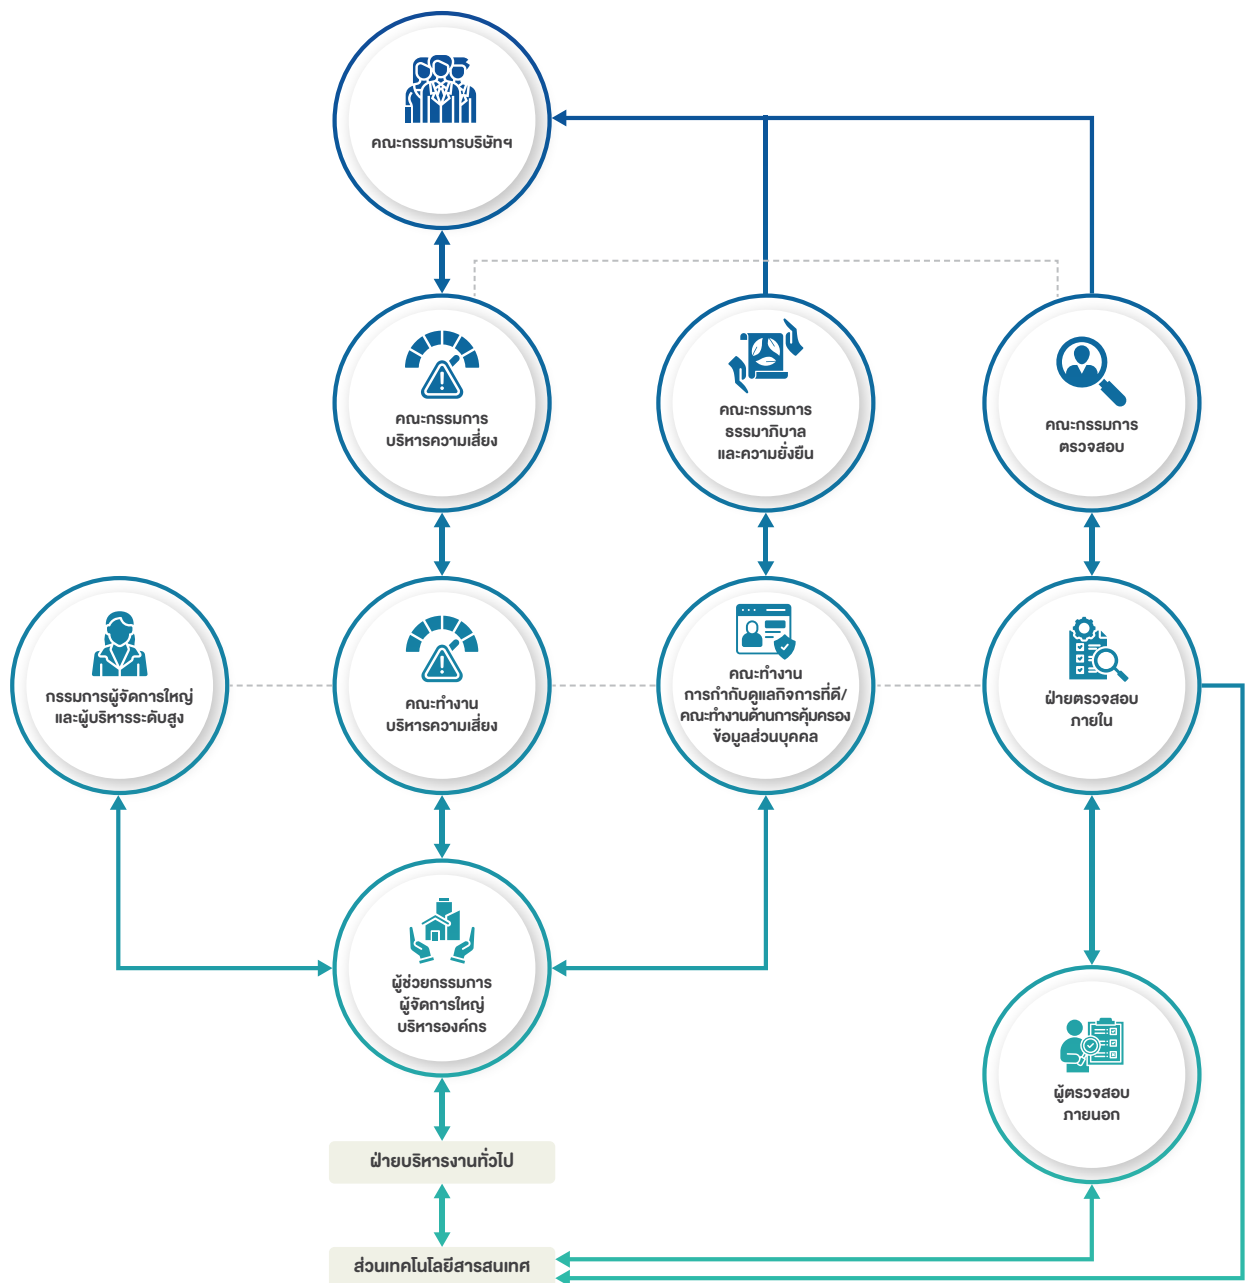 คณะกรรมการบริษัทฯ
คณะกรรมการ
บริหารความเสี่ยง
คณะกรรมการ
ธรรมาภิบาล
และความยั่งยืน
คณะกรรมการ
ตรวจสอบ
กรรมการผู้จัดการใหญ่
และผู้บริหารระดับสูง
คณะทำงาน
บริหารความเสี่ยง
คณะทำงาน
การกำกับดูแลกิจการที่ดี/
คณะทำงานด้านการคุ้มครอง
ข้อมูลส่วนบุคคล
ฝ่ายตรวจสอบ
ภายใน
ผู้ช่วยกรรมการ
ผู้จัดการใหญ่
บริหารองค์กร
ผู้ตรวจสอบ
ภายนอก
ฝ่ายบริหารงานทั่วไป
ส่วนเทคโนโลยีสารสนเทศ